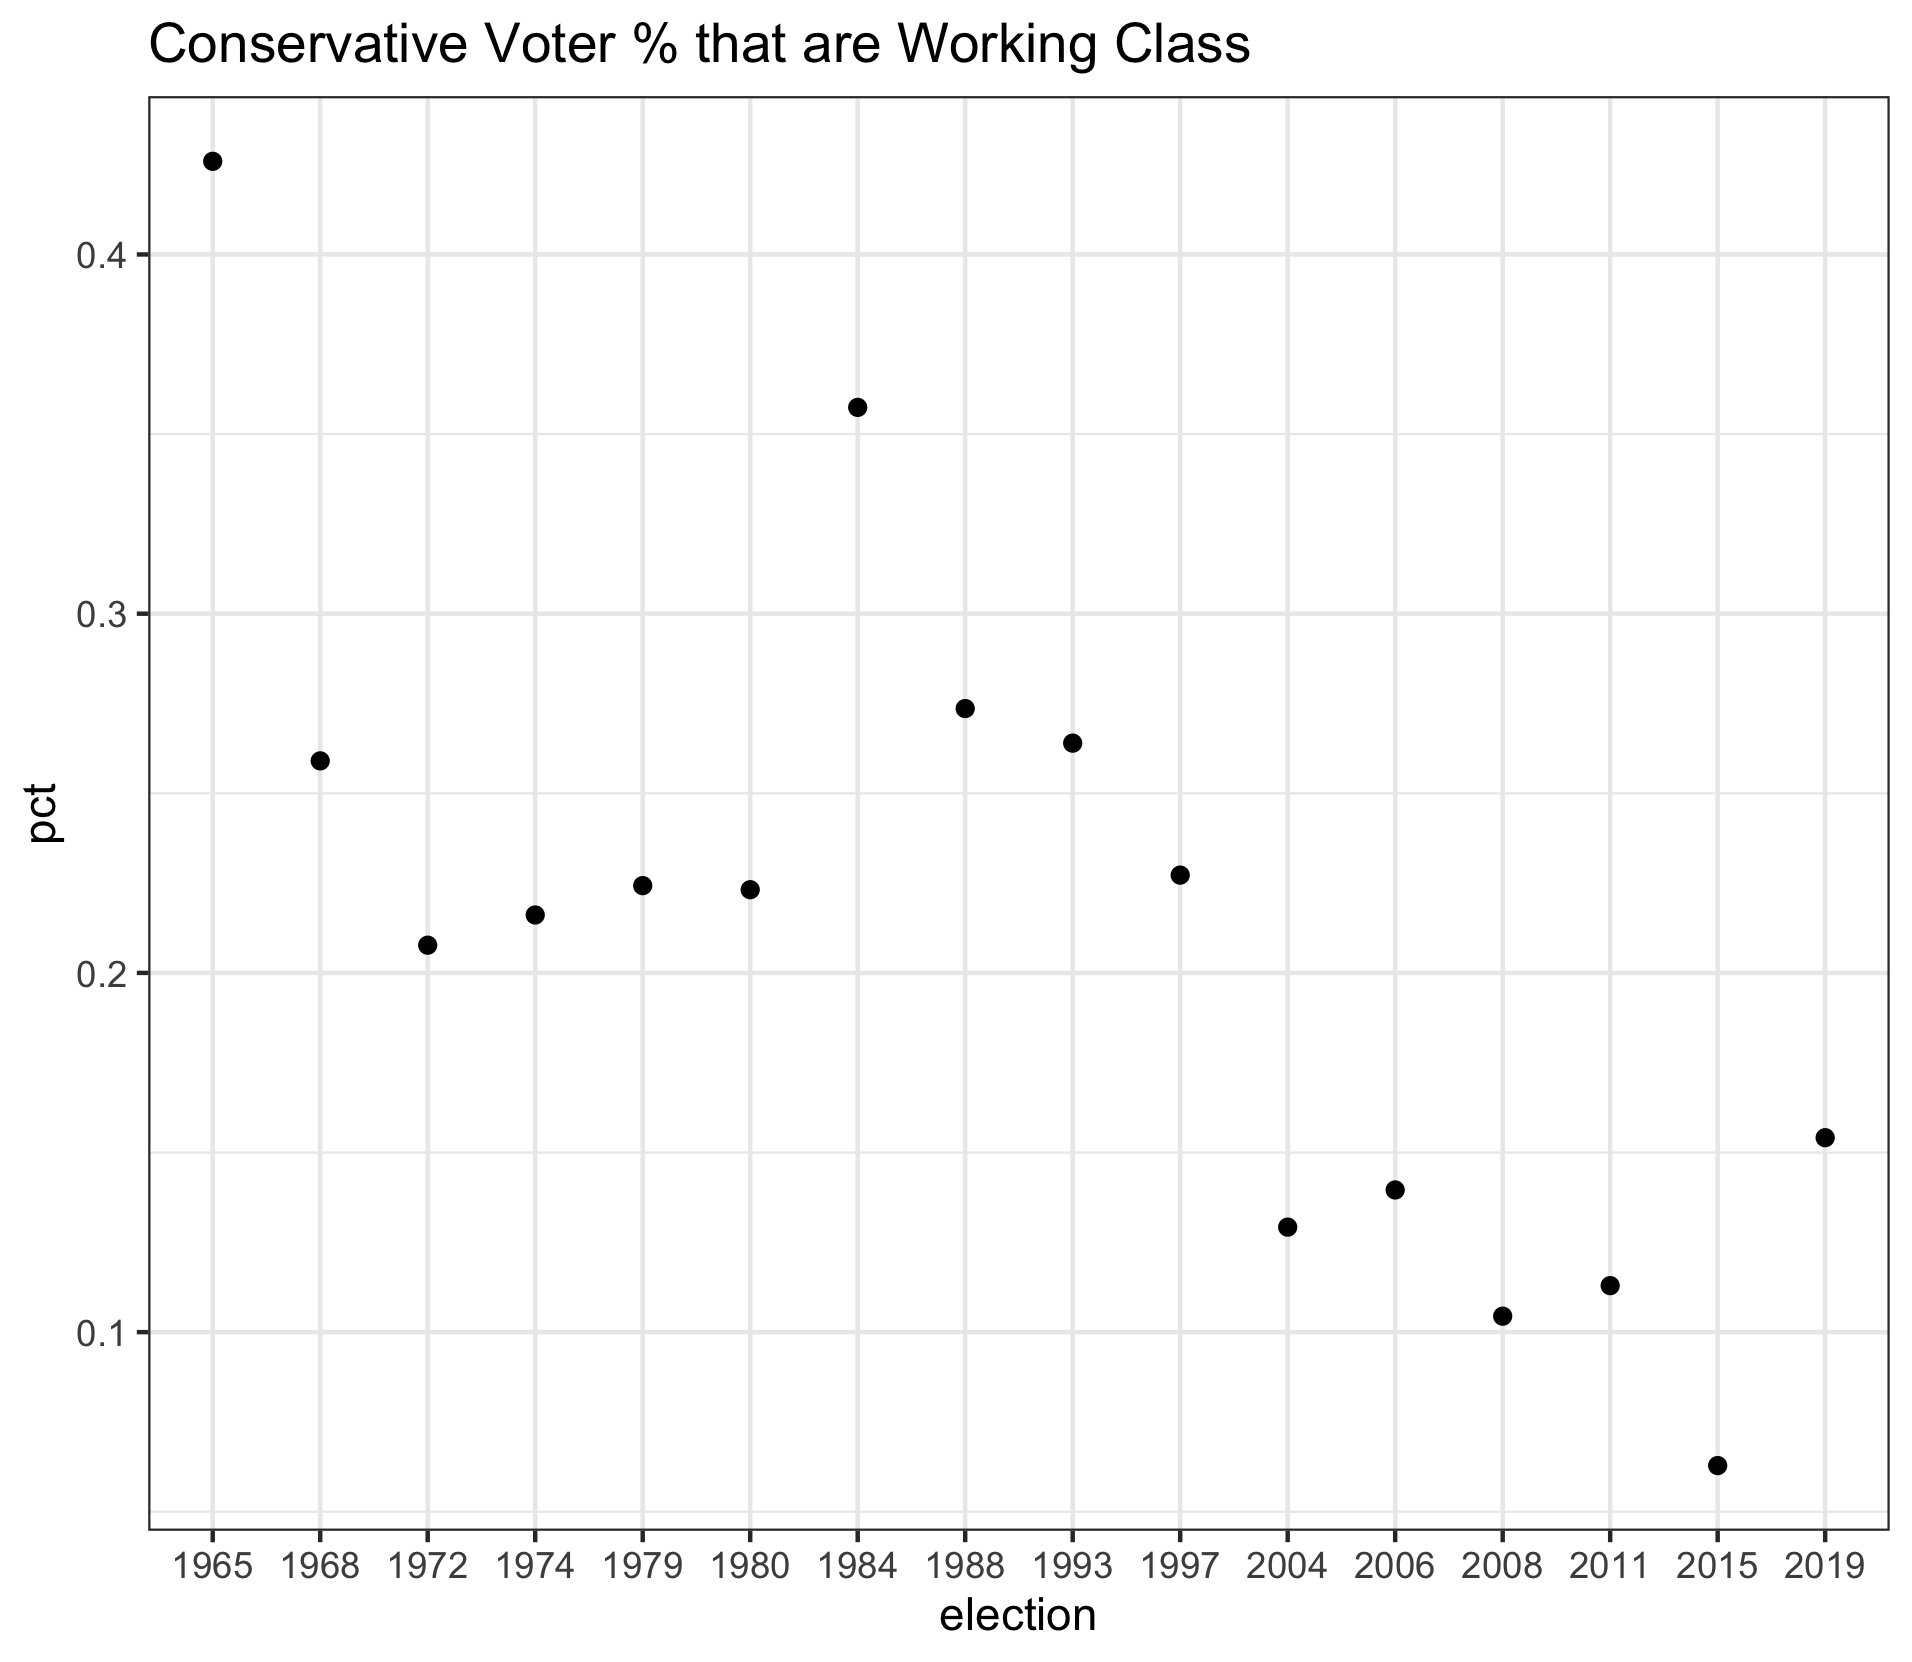 Conservative Voter % that are Working Class
pct
0.4
0.3
0.2
0.1
1965 1968 1972 1974 1979 1980 1984 1988 1993 1997 2004 2006 2008 2011 2015 2019
election